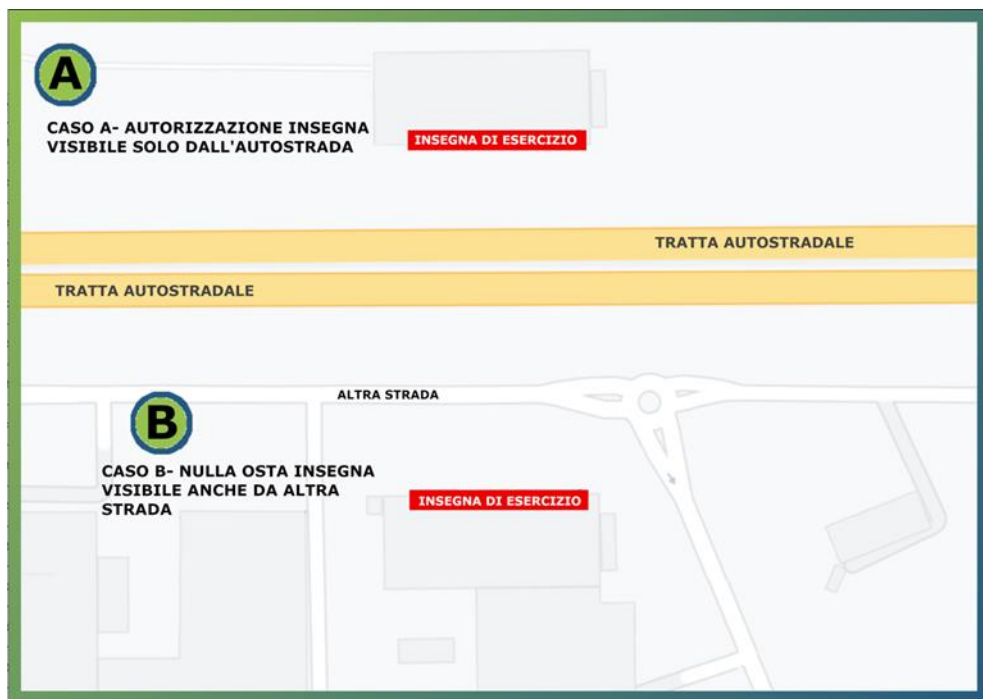 A
CASO A- AUTORIZZAZIONE INSEGNA
VISIBILE SOLO DALL'AUTOSTRADA
INSEGNA DI ESERCIZIO
TRATTA AUTOSTRADALE
TRATTA AUTOSTRADALE
ALTRA STRADA
B
CASO B- NULLA OSTA INSEGNA
VISIBILE ANCHE DA ALTRA
STRADA
INSEGNA DI ESERCIZIO